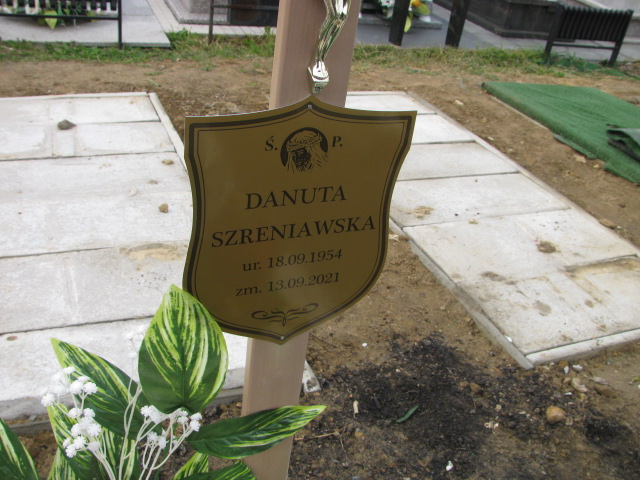 Ś. P.
DANUTA
SZRENIAWSKA
ur. 18.09.1954
zm. 13.09.2021